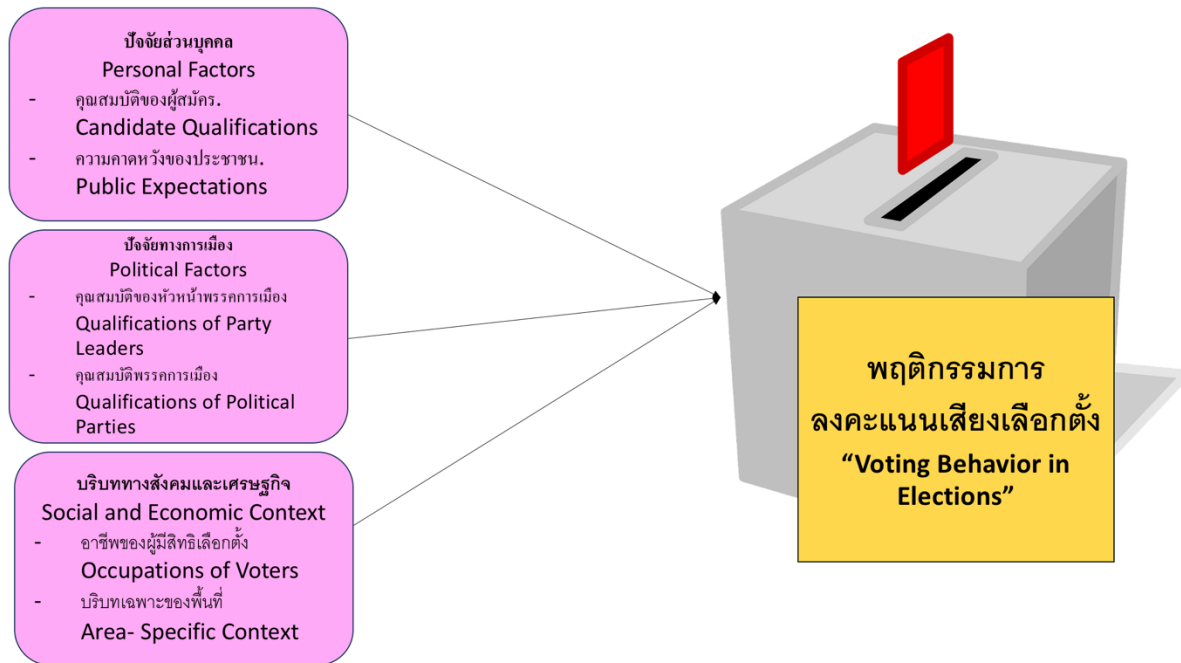 ปัจจัยส่วนบุคคล
Personal Factors
- คุณสมบัติของผู้สมัคร.
Candidate Qualifications
- ความคาดหวังของประชาชน.
Public Expectations
ปัจจัยทางการเมือง
Political Factors
- คุณสมบัติของหัวหน้าพรรคการเมือง
Qualifications of Party
Leaders
- คุณสมบัติพรรคการเมือง
Qualifications of Political
Parties
บริบททางสังคมและเศรษฐกิจ
Social and Economic Context
- อาชีพของผู้มีสิทธิเลือกตั้ง
Occupations of Voters
- บริบทเฉพาะของพื้นที่
Area- Specific Context
พฤติกรรมการ
ลงคะแนนเสียงเลือกตั้ง
“Voting Behavior in
Elections”